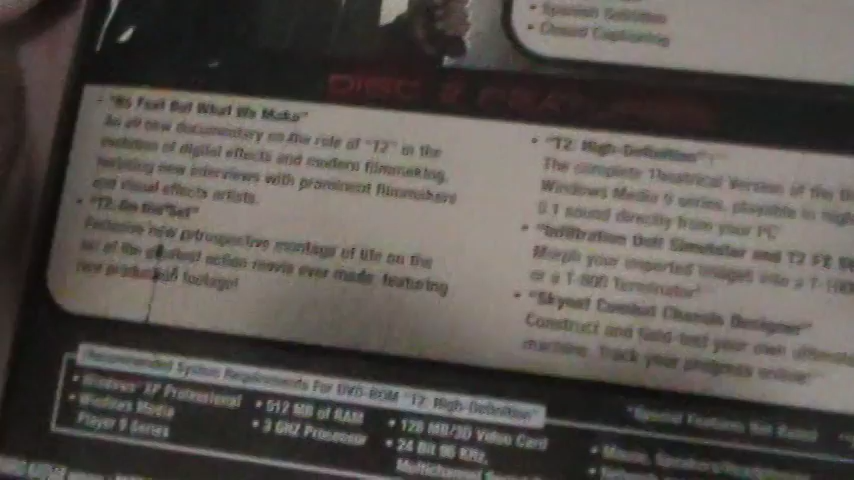 • Spanish Subtitles
• Closed Captioning
DISC 2 FEATURES
• "No Feat But What We Make"
An all new documentary on the role of "T2" in the
evolution of digital effects and modern filmmaking,
featuring new interviews with prominent filmmakers
and visual effects artists.
• "T2: On the Set"
Exclusive new retrospective montage of life on the
set of the greatest action movie ever made, featuring
new production footage!
• "T2: High-Definition"
The complete Theatrical Version of the
Windows Media 9 series, playable in
5.1 sound directly from your PC
• "Infiltration Unit Simulator and T2 FX
Morph your imported images into a
or a T-800 Terminator
• "Skynet Combat Chassis Designer"
Construct and field-test your own
machine. Track your progress online
Recommended System Requirements For DVD-ROM "T2: High-Definition"
• Windows XP Professional
• Windows Media
Player 9 Series
• 512 MB of RAM
• 3 GHZ Processor
• 128 MB/3D Video Card
• 24 Bit 96 KHz,
Multichannel
*Special Features Not Rated
• Mouse,